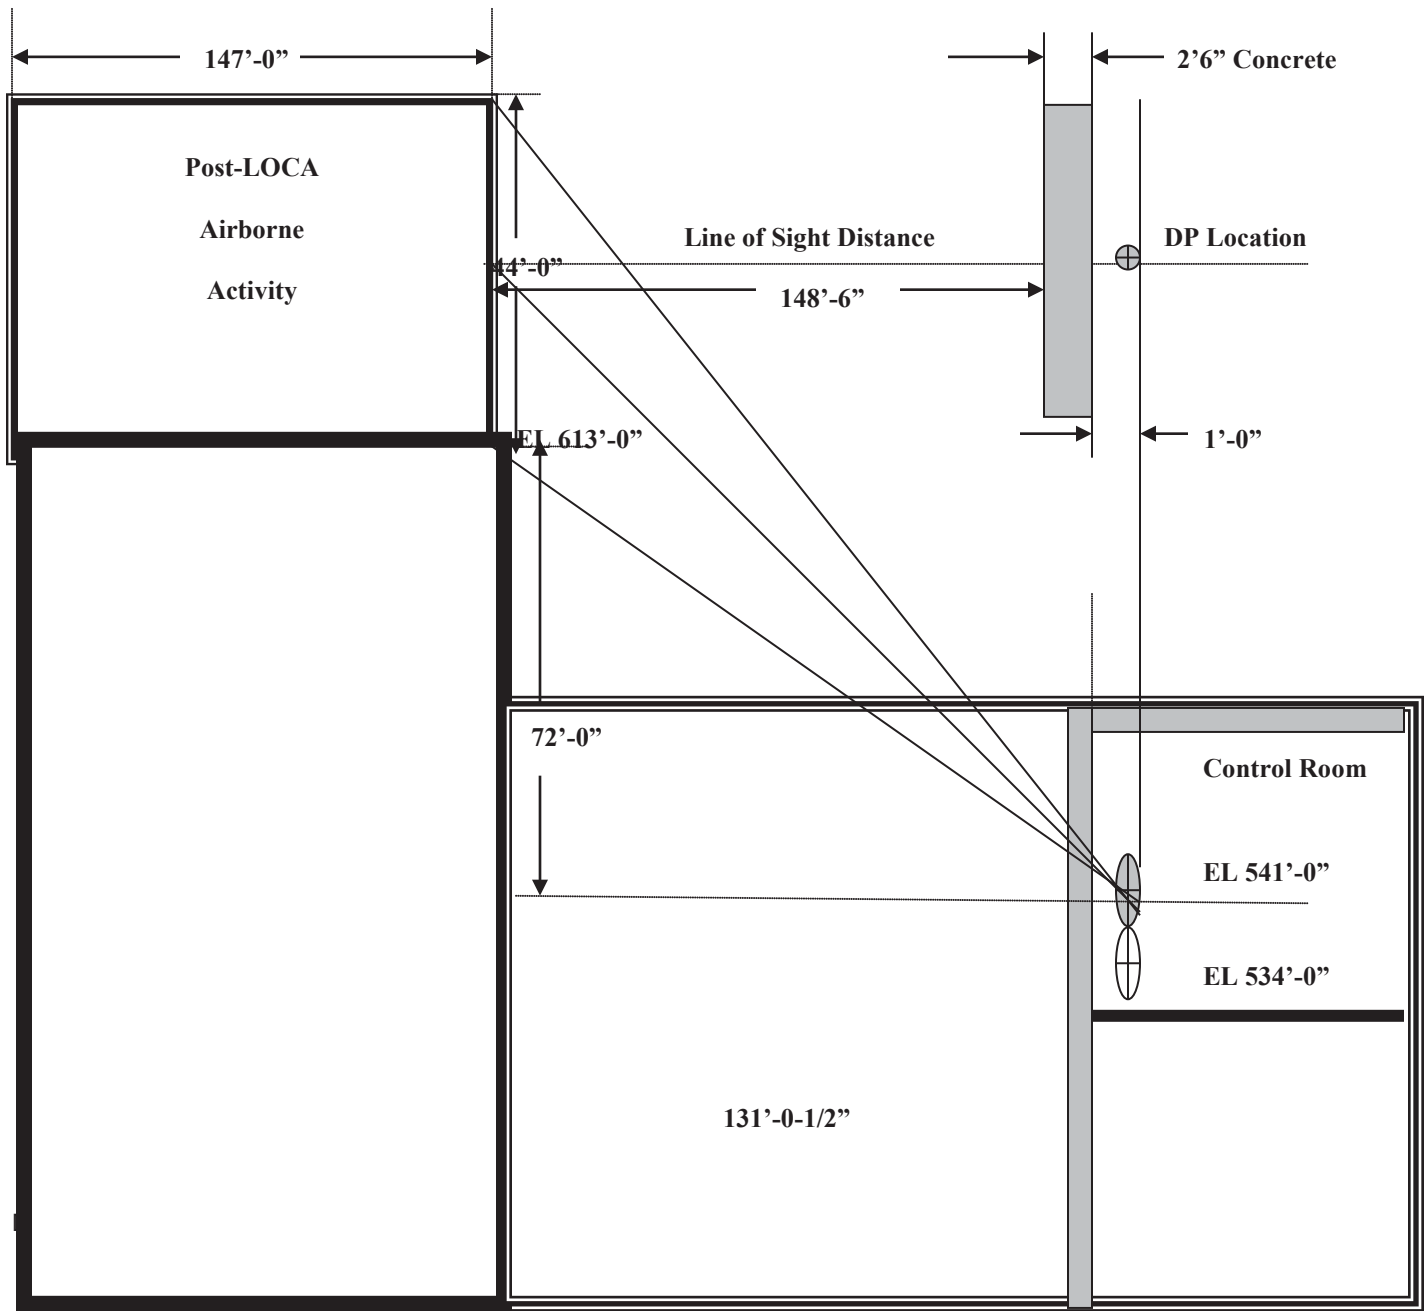 147’-0”
2’6” Concrete
Post-LOCA
Airborne
Activity
Line of Sight Distance
DP Location
44’-0”
148’-6”
EL 613’-0”
1’-0”
72’-0”
Control Room
EL 541’-0”
EL 534’-0”
131’-0-1/2”